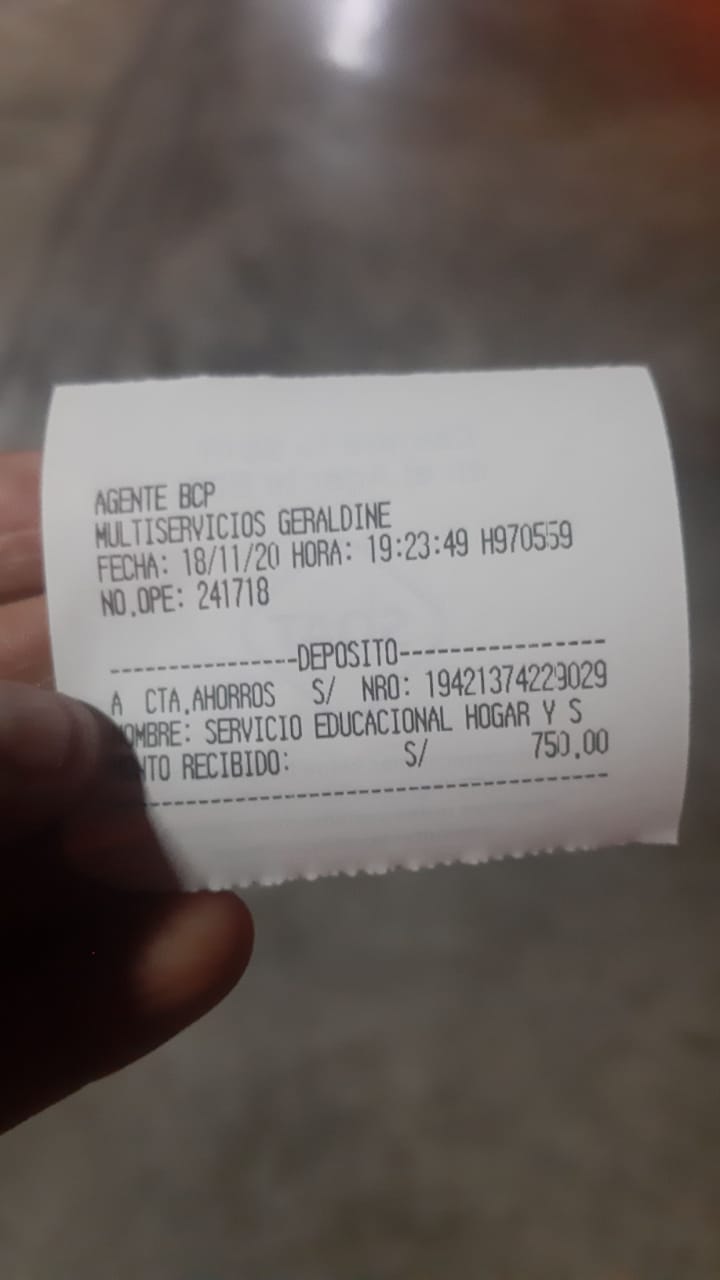 AGENTE BCP
MULTISERVICIOS GERALDINE
FECHA: 18/11/20 HORA: 19:23:49 H970559
NO.OPE: 241718
----------------DEPOSITO----------------
A CTA.AHORROS S/ NRO: 19421374229029
OMBRE: SERVICIO EDUCACIONAL HOGAR Y S
NTO RECIBIDO: S/ 750.00
----------------------------------------